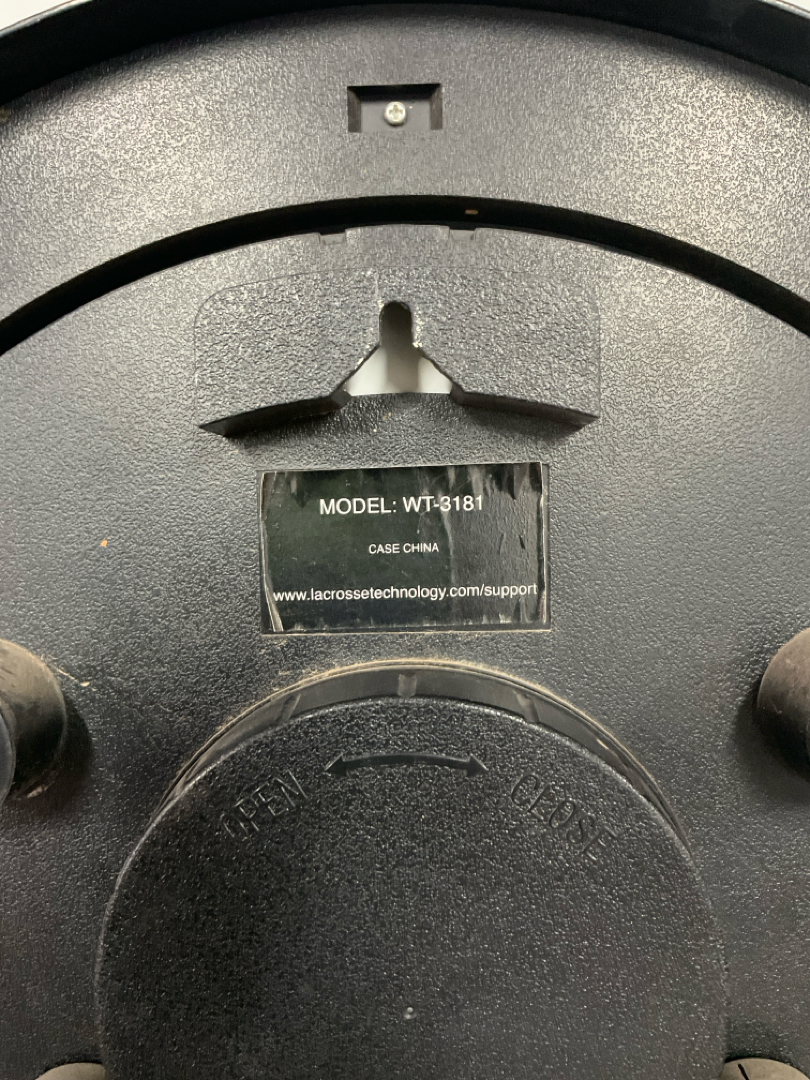 MODEL: WT-3181
CASE CHINA
www.lacrossetechnology.com/support
OPEN CLOSE